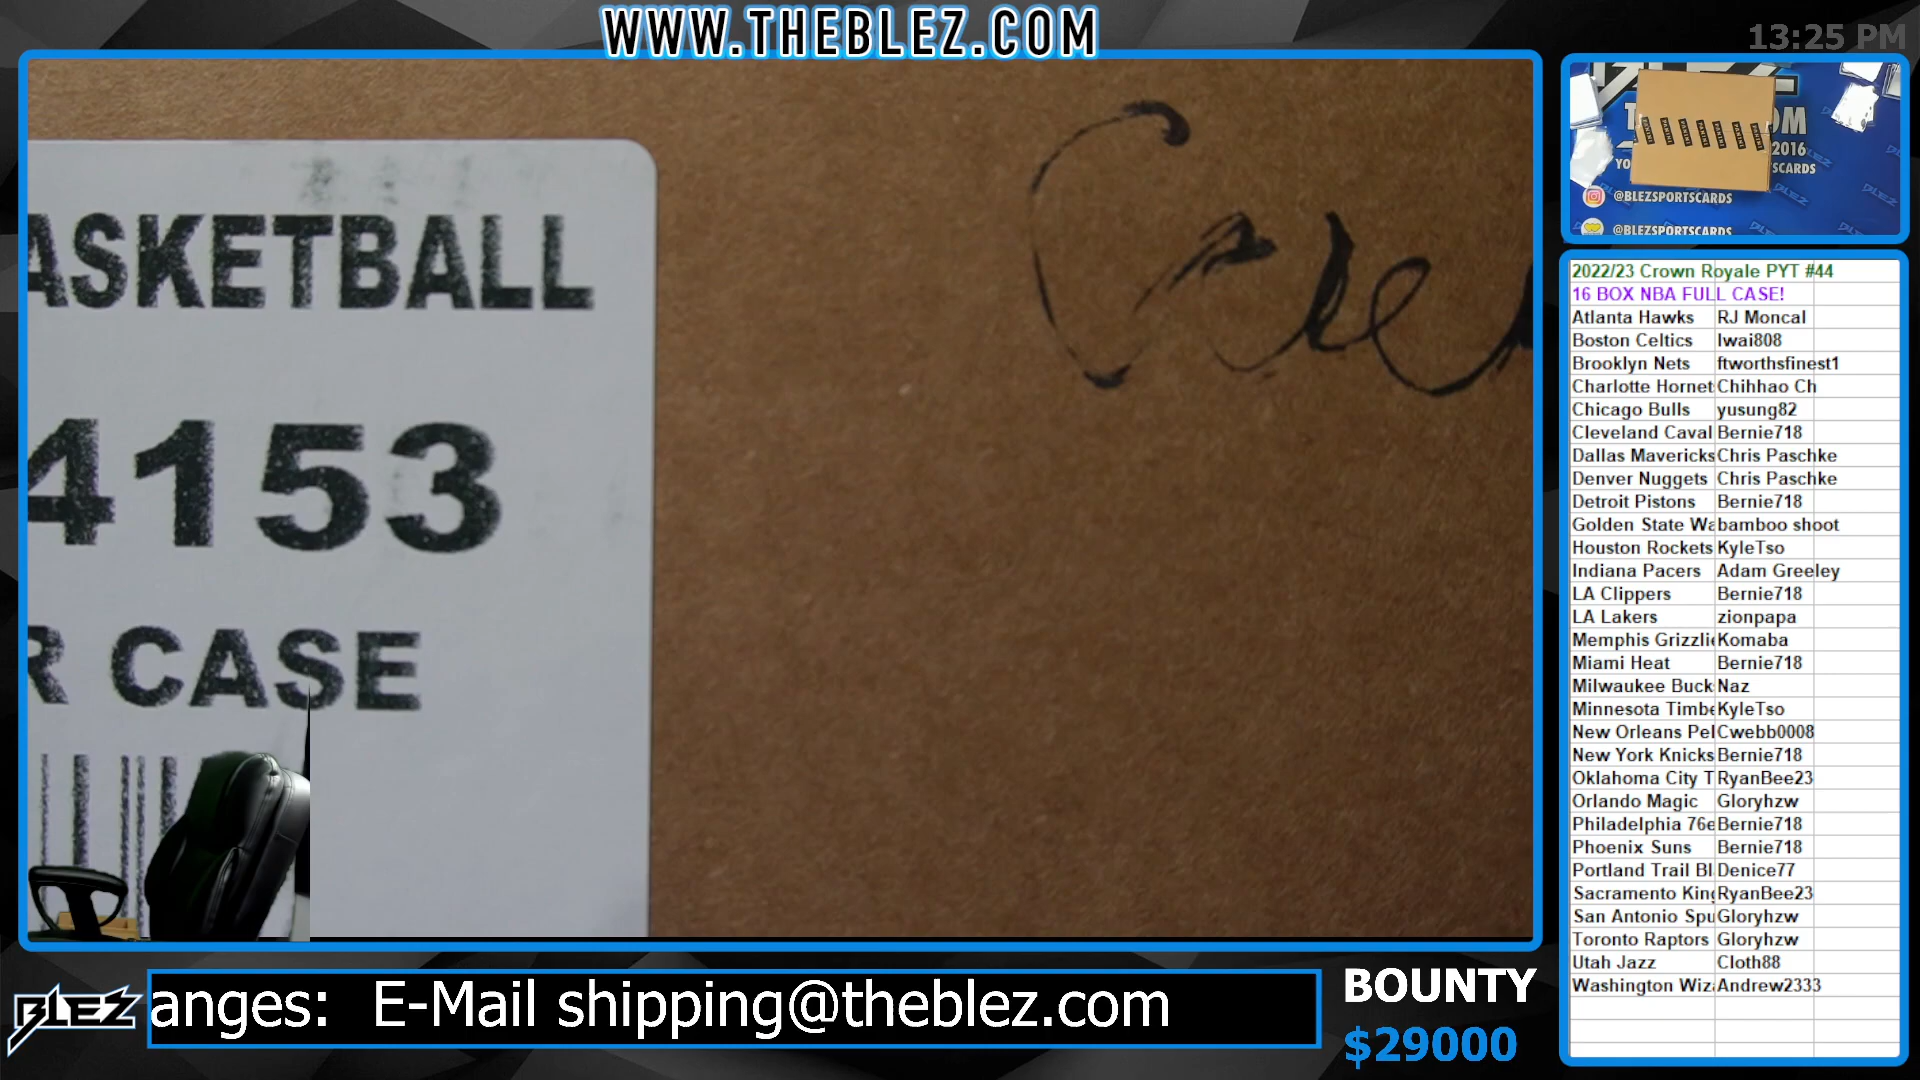 WWW.THEBLEZ.COM
13:25 PM
ASKETBALL
4153
R CASE
COM
2016
YO
SCARDS
@BLEZSPORTSCARDS
@BLEZSPORTSCARDS
2022/23 Crown Royale PYT #44
16 BOX NBA FULL CASE!
Atlanta Hawks RJ Moncal
Boston Celtics Iwai808
Brooklyn Nets ftworthsfinest1
Charlotte Hornet Chihhao Ch
Chicago Bulls yusung82
Cleveland Caval Bernie718
Dallas Mavericks Chris Paschke
Denver Nuggets Chris Paschke
Detroit Pistons Bernie718
Golden State Wa bamboo shoot
Houston Rockets KyleTso
Indiana Pacers Adam Greeley
LA Clippers Bernie718
LA Lakers zionpapa
Memphis Grizzlie Komaba
Miami Heat Bernie718
Milwaukee Buck Naz
Minnesota Timbe KyleTso
New Orleans Pel Cwebb0008
New York Knicks Bernie718
Oklahoma City T RyanBee23
Orlando Magic Gloryhzw
Philadelphia 76e Bernie718
Phoenix Suns Bernie718
Portland Trail Bl Denice77
Sacramento King RyanBee23
San Antonio Spu Gloryhzw
Toronto Raptors Gloryhzw
Utah Jazz Cloth88
Washington Wiza Andrew2333
BLEZ
anges: E-Mail shipping@theblez.com
BOUNTY
$29000